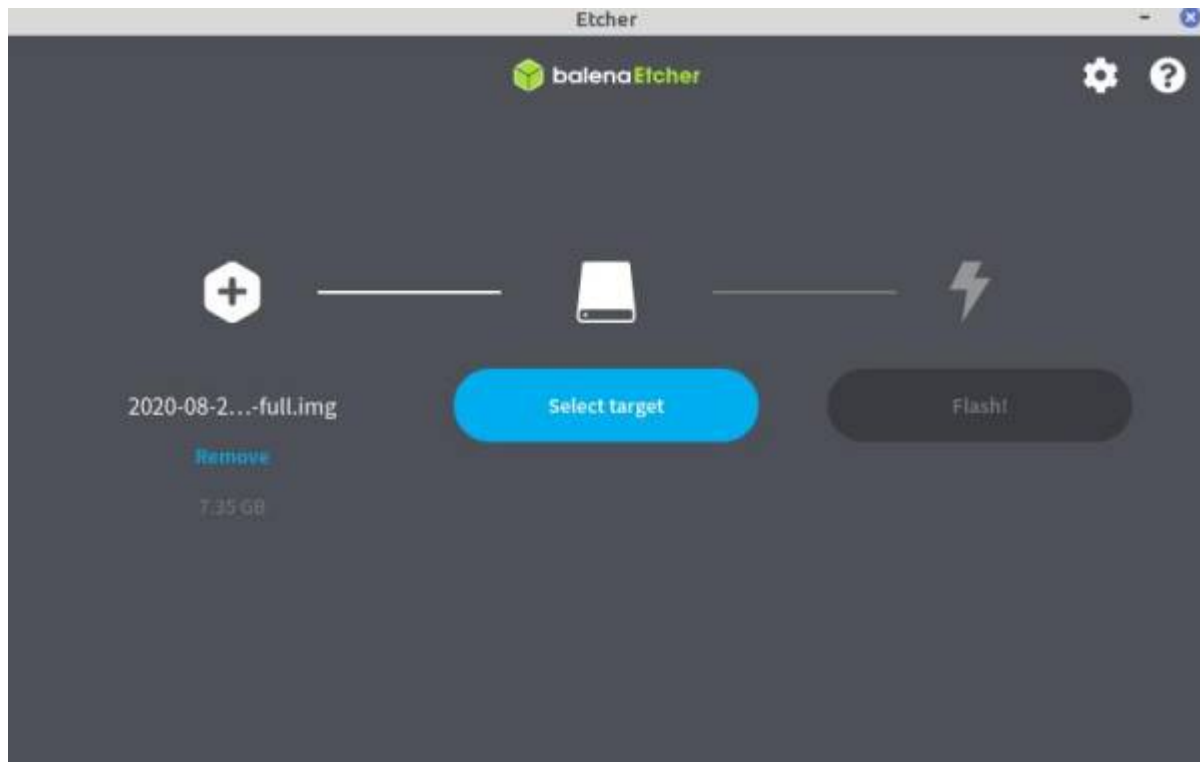 Etcher
balenaEtcher
2020-08-2...-full.img
Select target
Flash!
Remove
7.35 GB